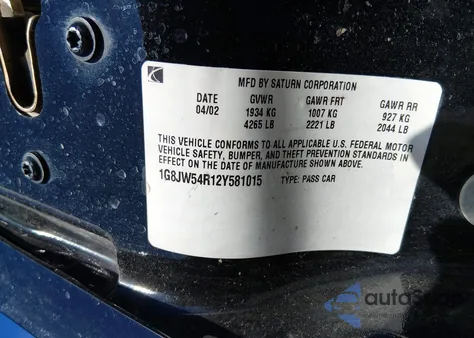 MFD BY SATURN CORPORATION
DATE GVWR GAWR FRT GAWR RR
04/02 1934 KG 1007 KG 927 KG
4265 LB 2221 LB 2044 LB
THIS VEHICLE CONFORMS TO ALL APPLICABLE U.S. FEDERAL MOTOR
VEHICLE SAFETY, BUMPER, AND THEFT PREVENTION STANDARDS IN
EFFECT ON THE DATE OF MANUFACTURE SHOWN ABOVE.
1G8JW54R12Y581015 TYPE: PASS CAR